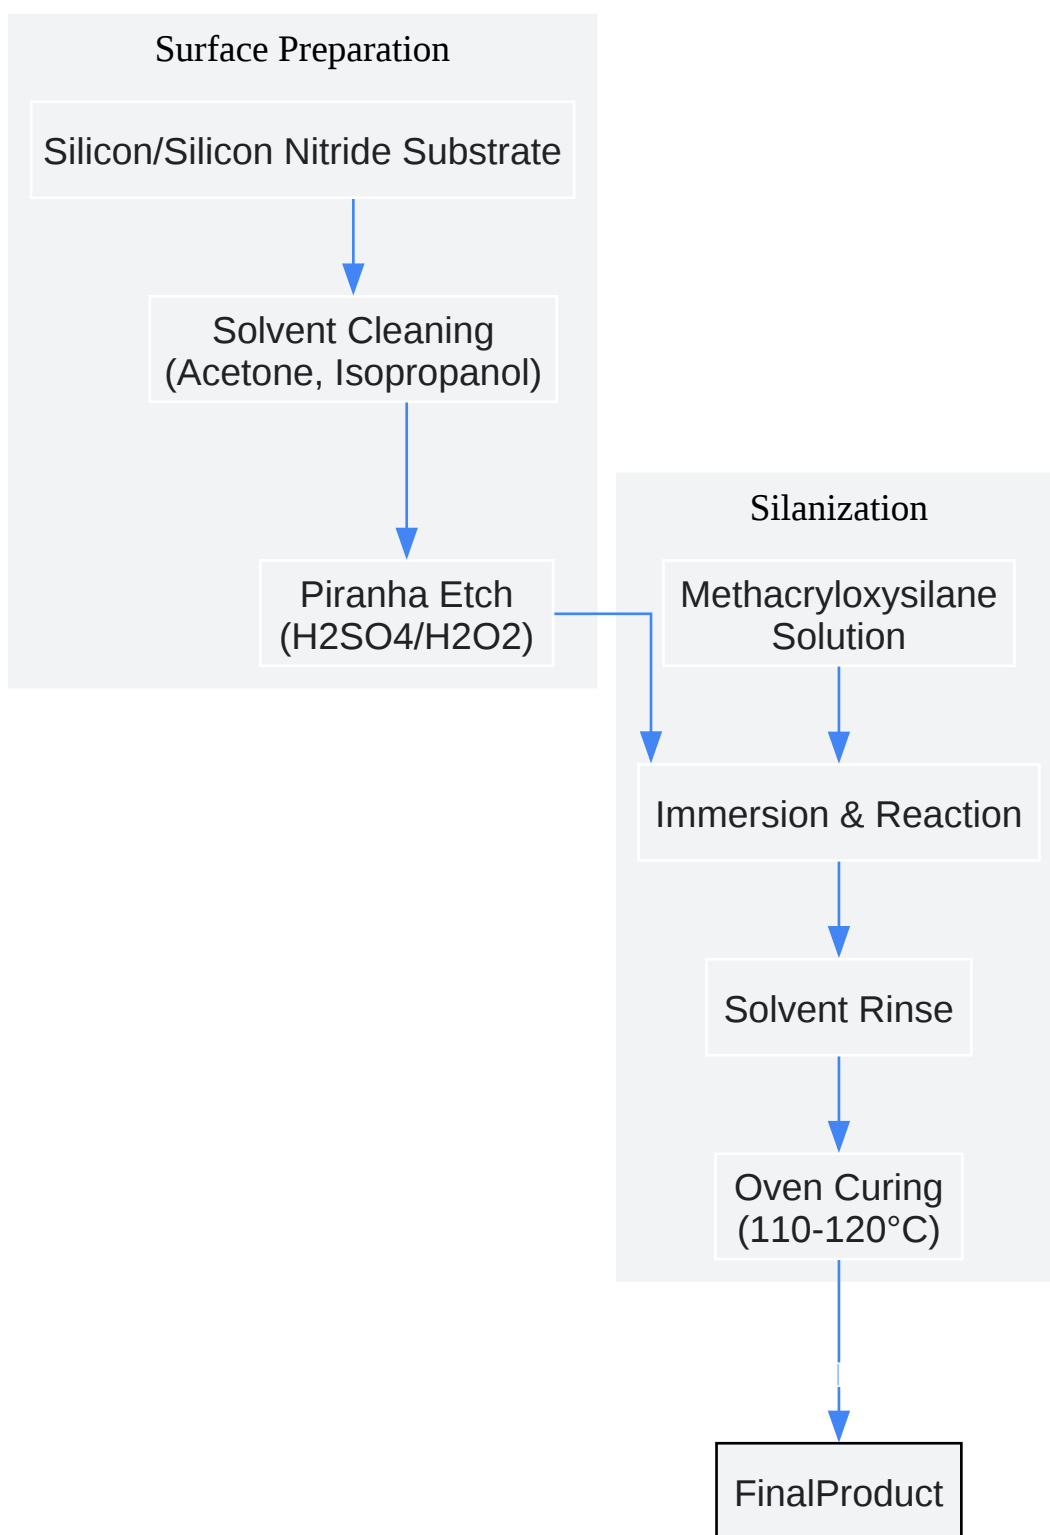 Surface Preparation
Silicon/Silicon Nitride Substrate
Solvent Cleaning
(Acetone, Isopropanol)
Piranha Etch
(H2SO4/H2O2)
Silanization
Methacryloxysilane
Solution
Immersion & Reaction
Solvent Rinse
Oven Curing
(110-120°C)
FinalProduct